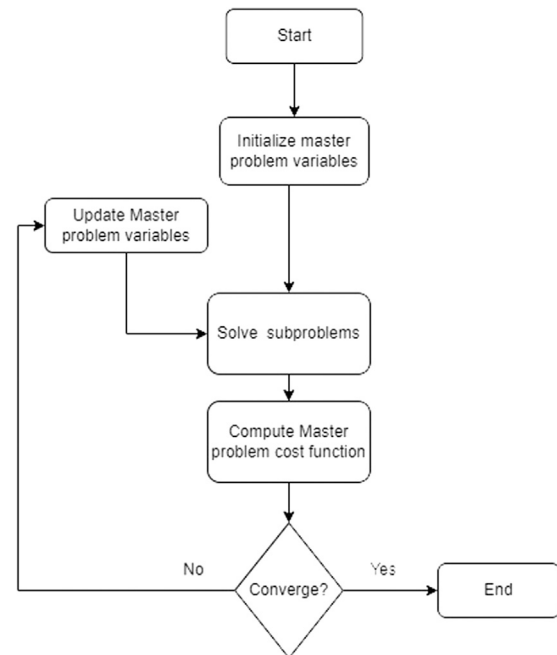 Start
Initialize master
problem variables
Update Master
problem variables
Solve subproblems
Compute Master
problem cost function
No
Converge?
Yes
End